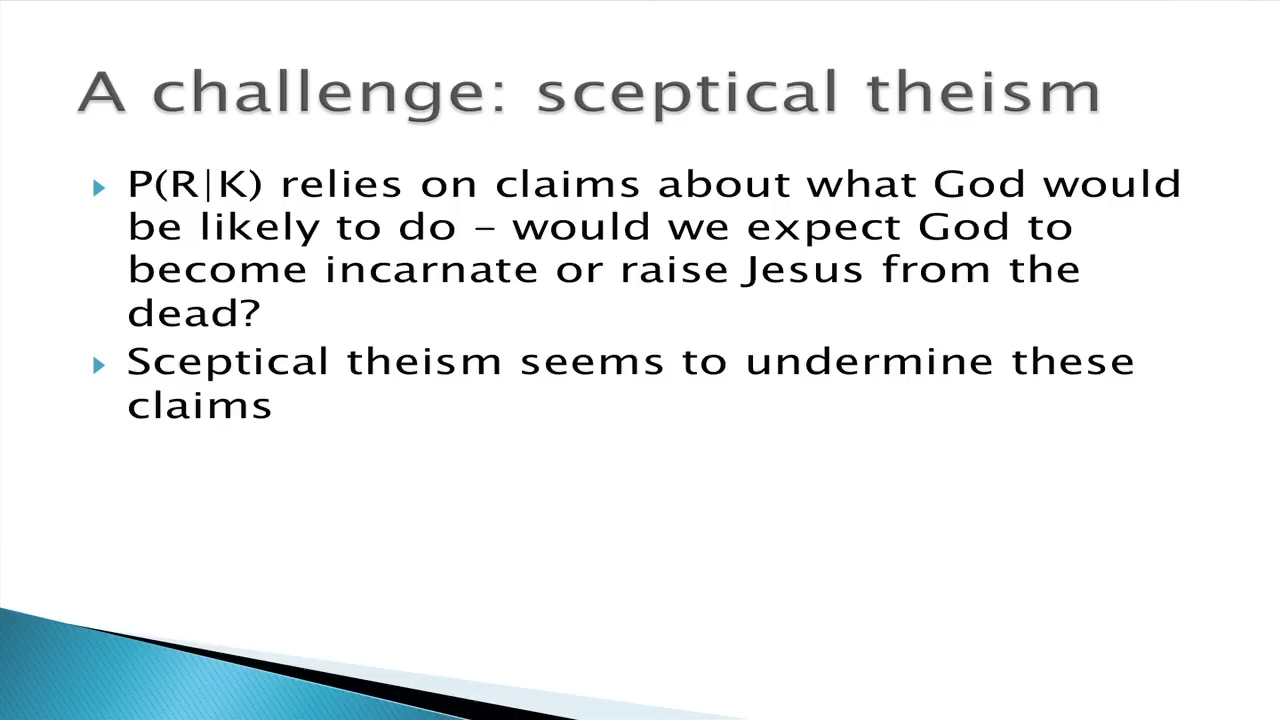 A challenge: sceptical theism
P(R|K) relies on claims about what God would
be likely to do – would we expect God to
become incarnate or raise Jesus from the
dead?
Sceptical theism seems to undermine these
claims